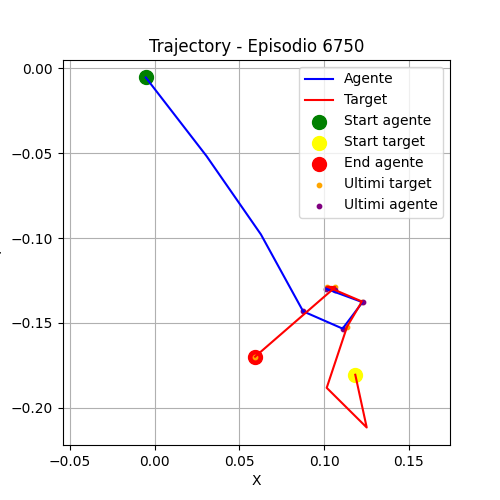 Trajectory - Episodio 6750
Agente
Target
Start agente
Start target
End agente
Ultimi target
Ultimi agente
0.00
−0.05
−0.10
−0.15
−0.20
−0.05
0.00
0.05
0.10
0.15
X